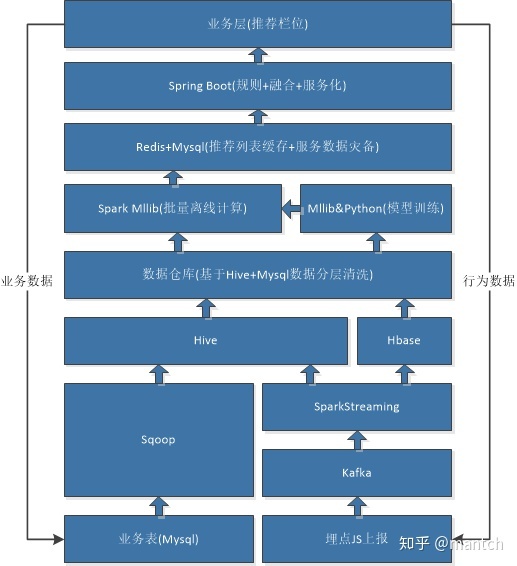 业务层(推荐栏位)
Spring Boot(规则+融合+服务化)
Redis+Mysql(推荐列表缓存+服务数据灾备)
Spark Mllib(批量离线计算)
Mllib&Python(模型训练)
数据仓库(基于Hive+Mysql数据分层清洗)
业务数据
行为数据
Hive
Hbase
SparkStreaming
Sqoop
Kafka
业务表(Mysql)
埋点JS上报
知乎 @mantch